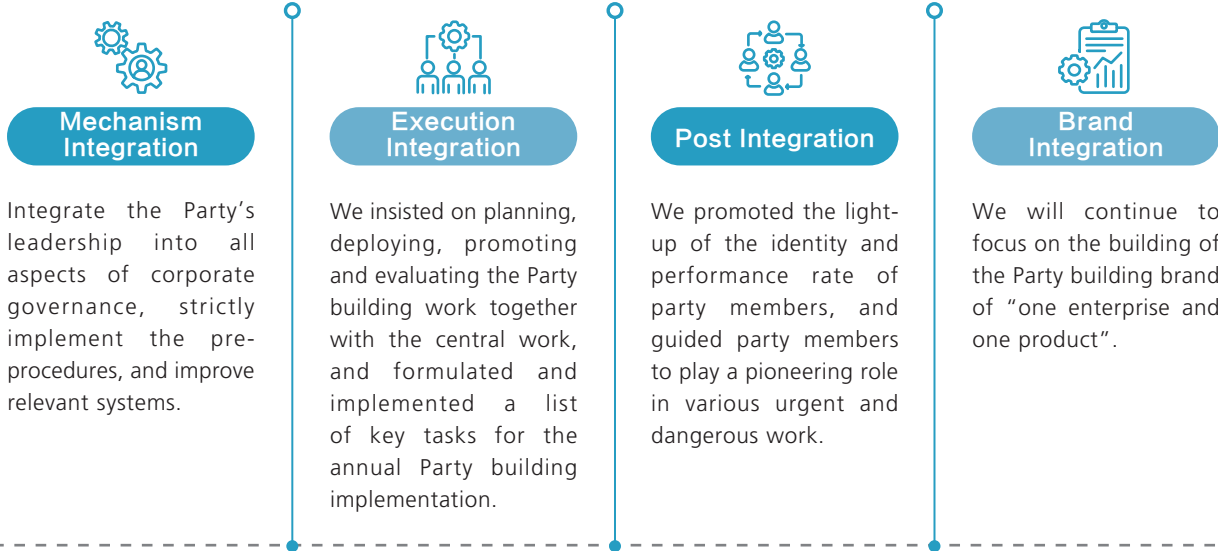 Mechanism
Integration
Integrate the Party’s
leadership into all
aspects of corporate
governance, strictly
implement the pre-
procedures, and improve
relevant systems.
Execution
Integration
We insisted on planning,
deploying, promoting
and evaluating the Party
building work together
with the central work,
and formulated and
implemented a list
of key tasks for the
annual Party building
implementation.
Post Integration
We promoted the light-
up of the identity and
performance rate of
party members, and
guided party members
to play a pioneering role
in various urgent and
dangerous work.
Brand
Integration
We will continue to
focus on the building of
the Party building brand
of “one enterprise and
one product”.